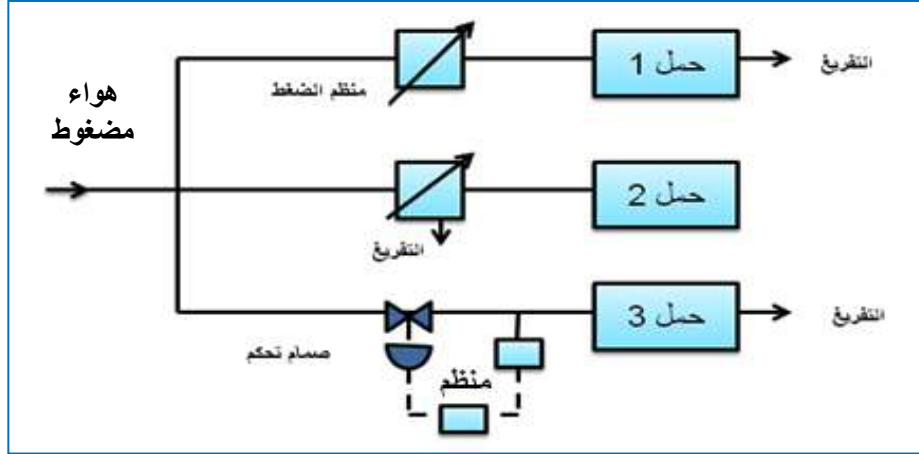 حمل 1
التفريغ
منظم الضغط
هواء
مضغوط
حمل 2
التفريغ
حمل 3
التفريغ
صمام تحكم
منظم